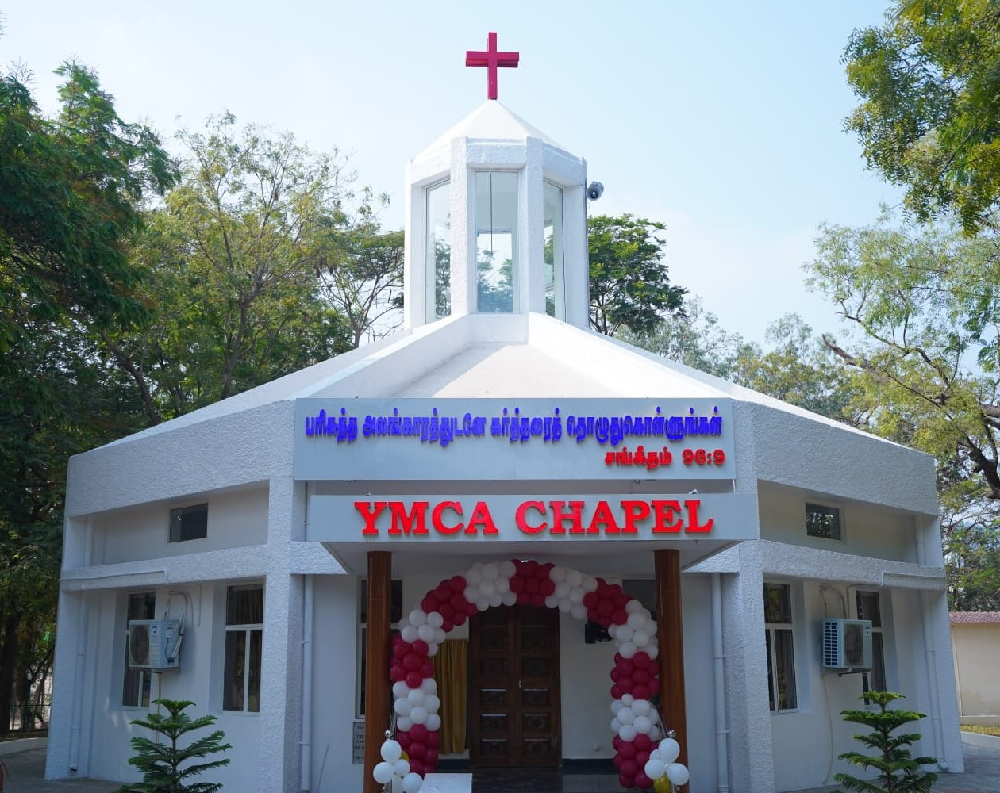 பரிசுத்த அலங்காரத்துடனே கர்த்தரைத் தொழுதுகொள்ளுங்கள்
சங்கீதம் 96:9
YMCA CHAPEL